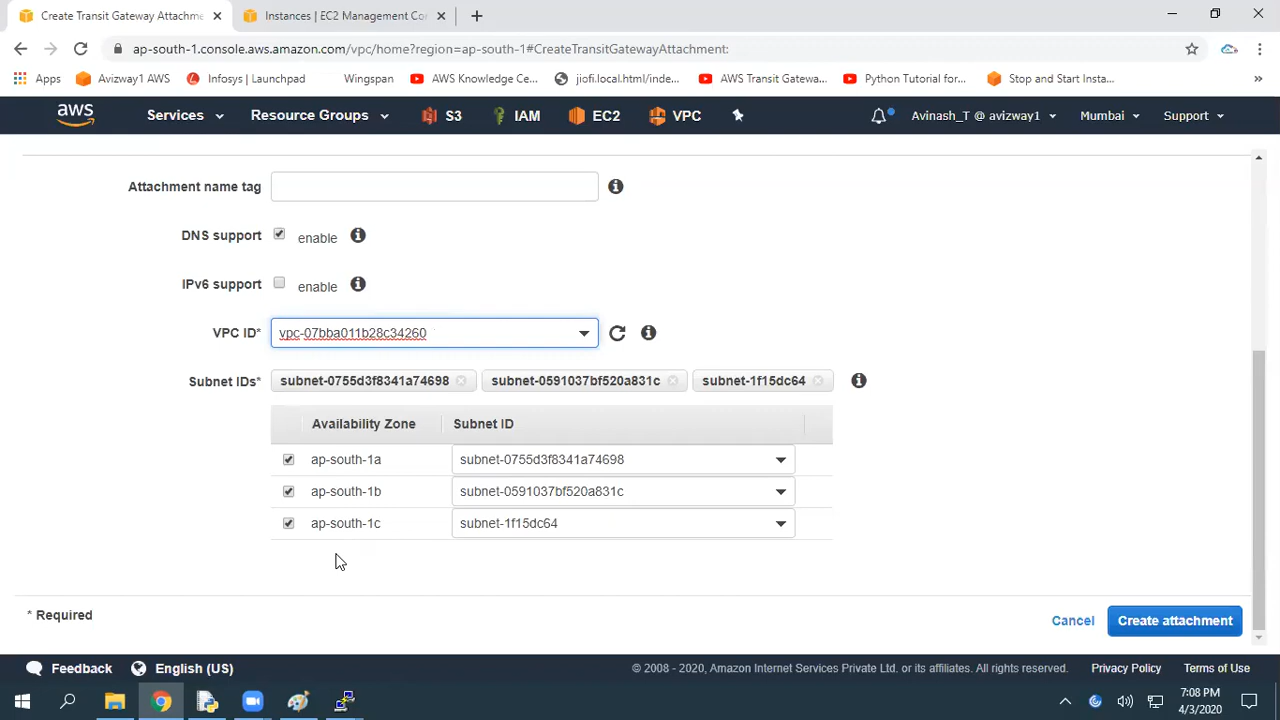 Create Transit Gateway Attachme
Instances | EC2 Management Con
ap-south-1.console.aws.amazon.com/vpc/home?region=ap-south-1#CreateTransitGatewayAttachment:
Apps Avizway1 AWS Infosys | Launchpad Wingspan AWS Knowledge Ce... jiofi.local.html/inde... AWS Transit Gatewa... Python Tutorial for... Stop and Start Insta... »
aws Services Resource Groups S3 IAM EC2 VPC Avinash_T @ avizway1 Mumbai Support
Attachment name tag
DNS support enable
IPv6 support enable
VPC ID* vpc-07bba011b28c34260
Subnet IDs* subnet-0755d3f8341a74698 subnet-0591037bf520a831c subnet-1f15dc64
Availability Zone Subnet ID
ap-south-1a subnet-0755d3f8341a74698
ap-south-1b subnet-0591037bf520a831c
ap-south-1c subnet-1f15dc64
* Required
Cancel Create attachment
Feedback English (US) © 2008 - 2020, Amazon Internet Services Private Ltd. or its affiliates. All rights reserved. Privacy Policy Terms of Use
7:08 PM
4/3/2020